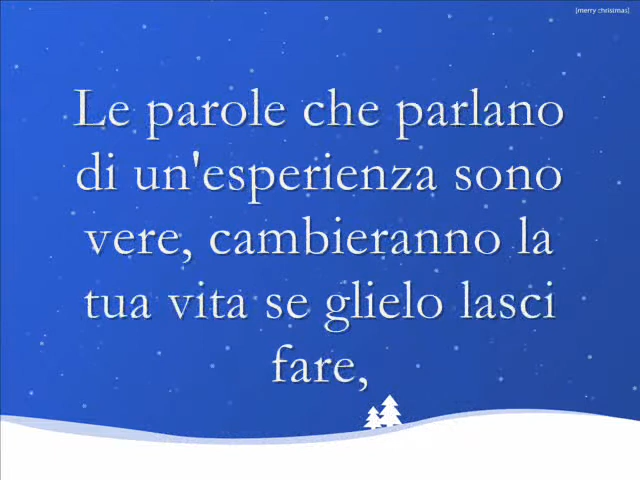 [merry christmas]
Le parole che parlano
di un'esperienza sono
vere, cambieranno la
tua vita se glielo lasci
fare,